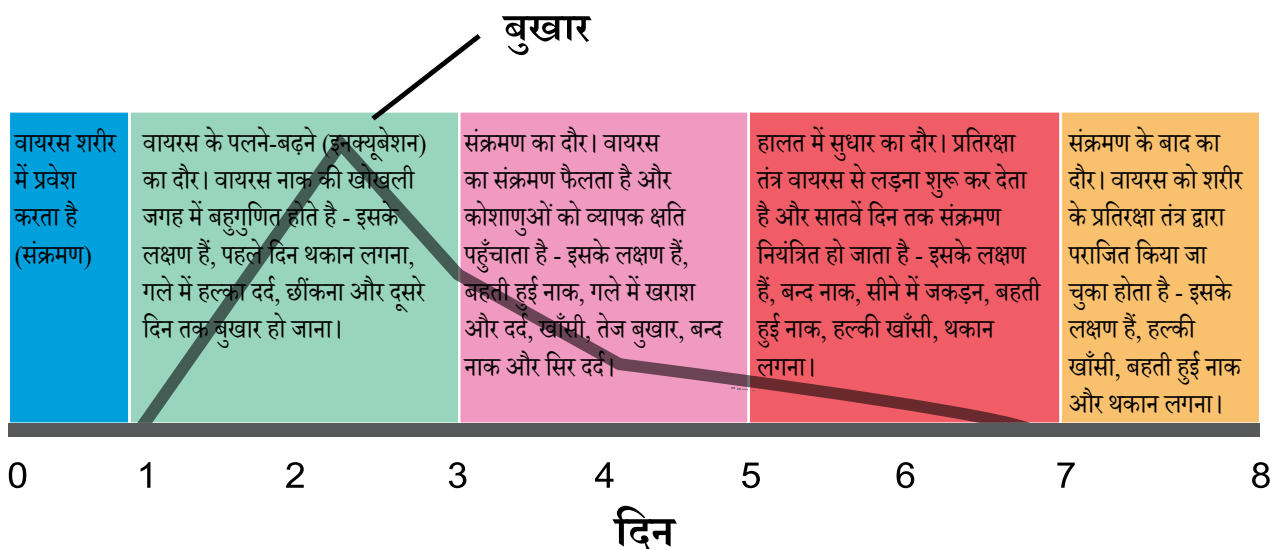 बुखार
वायरस शरीर
में प्रवेश
करता है
(संक्रमण)
वायरस के पलने-बढ़ने (इनक्यूबेशन)
का दौर। वायरस नाक की खोखली
जगह में बहुगुणित होते है - इसके
लक्षण हैं, पहले दिन थकान लगना,
गले में हल्का दर्द, छींकना और दूसरे
दिन तक बुखार हो जाना।
संक्रमण का दौर। वायरस
का संक्रमण फैलता है और
कोशाणुओं को व्यापक क्षति
पहुँचाता है - इसके लक्षण हैं,
बहती हुई नाक, गले में खराश
और दर्द, खाँसी, तेज बुखार, बन्द
नाक और सिर दर्द।
हालत में सुधार का दौर। प्रतिरक्षा
तंत्र वायरस से लड़ना शुरू कर देता
है और सातवें दिन तक संक्रमण
नियंत्रित हो जाता है - इसके लक्षण
हैं, बन्द नाक, सीने में जकड़न, बहती
हुई नाक, हल्की खाँसी, थकान
लगना।
संक्रमण के बाद का
दौर। वायरस को शरीर
के प्रतिरक्षा तंत्र द्वारा
पराजित किया जा
चुका होता है - इसके
लक्षण हैं, हल्की
खाँसी, बहती हुई नाक
और थकान लगना।
0 1 2 3 4 5 6 7 8
दिन